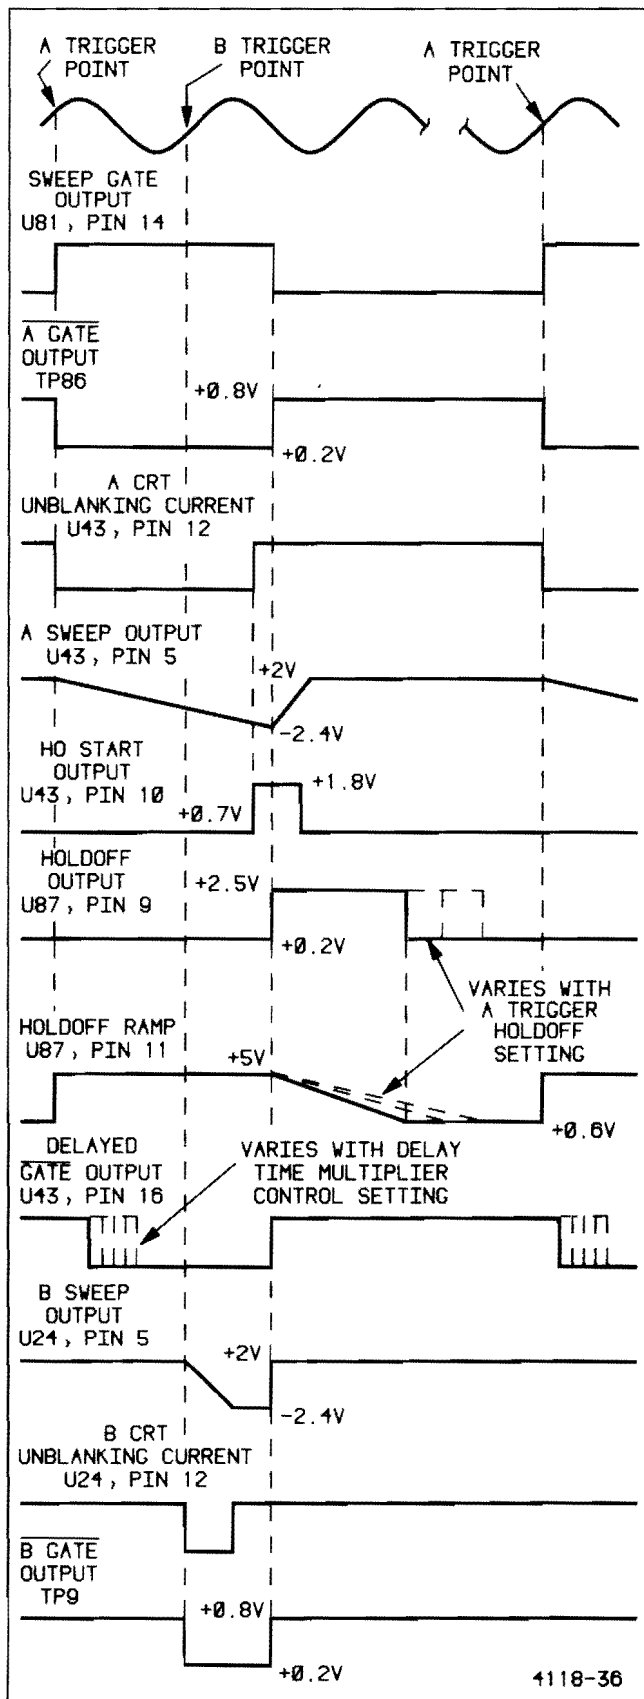 A TRIGGER
POINT
B TRIGGER
POINT
A TRIGGER
POINT
SWEEP GATE
OUTPUT
U81, PIN 14
A GATE
OUTPUT
TP86
+0.8V
+0.2V
A CRT
UNBLANKING CURRENT
U43, PIN 12
A SWEEP OUTPUT
U43, PIN 5
+2V
-2.4V
HO START
OUTPUT
U43, PIN 10
+0.7V
+1.8V
HOLDOFF
OUTPUT
U87, PIN 9
+2.5V
+0.2V
VARIES WITH
A TRIGGER
HOLDOFF
SETTING
HOLDOFF RAMP
U87, PIN 11
+5V
+0.6V
DELAYED
GATE OUTPUT
U43, PIN 16
VARIES WITH DELAY
TIME MULTIPLIER
CONTROL SETTING
B SWEEP
OUTPUT
U24, PIN 5
+2V
-2.4V
B CRT
UNBLANKING CURRENT
U24, PIN 12
B GATE
OUTPUT
TP9
+0.8V
+0.2V
4118-36